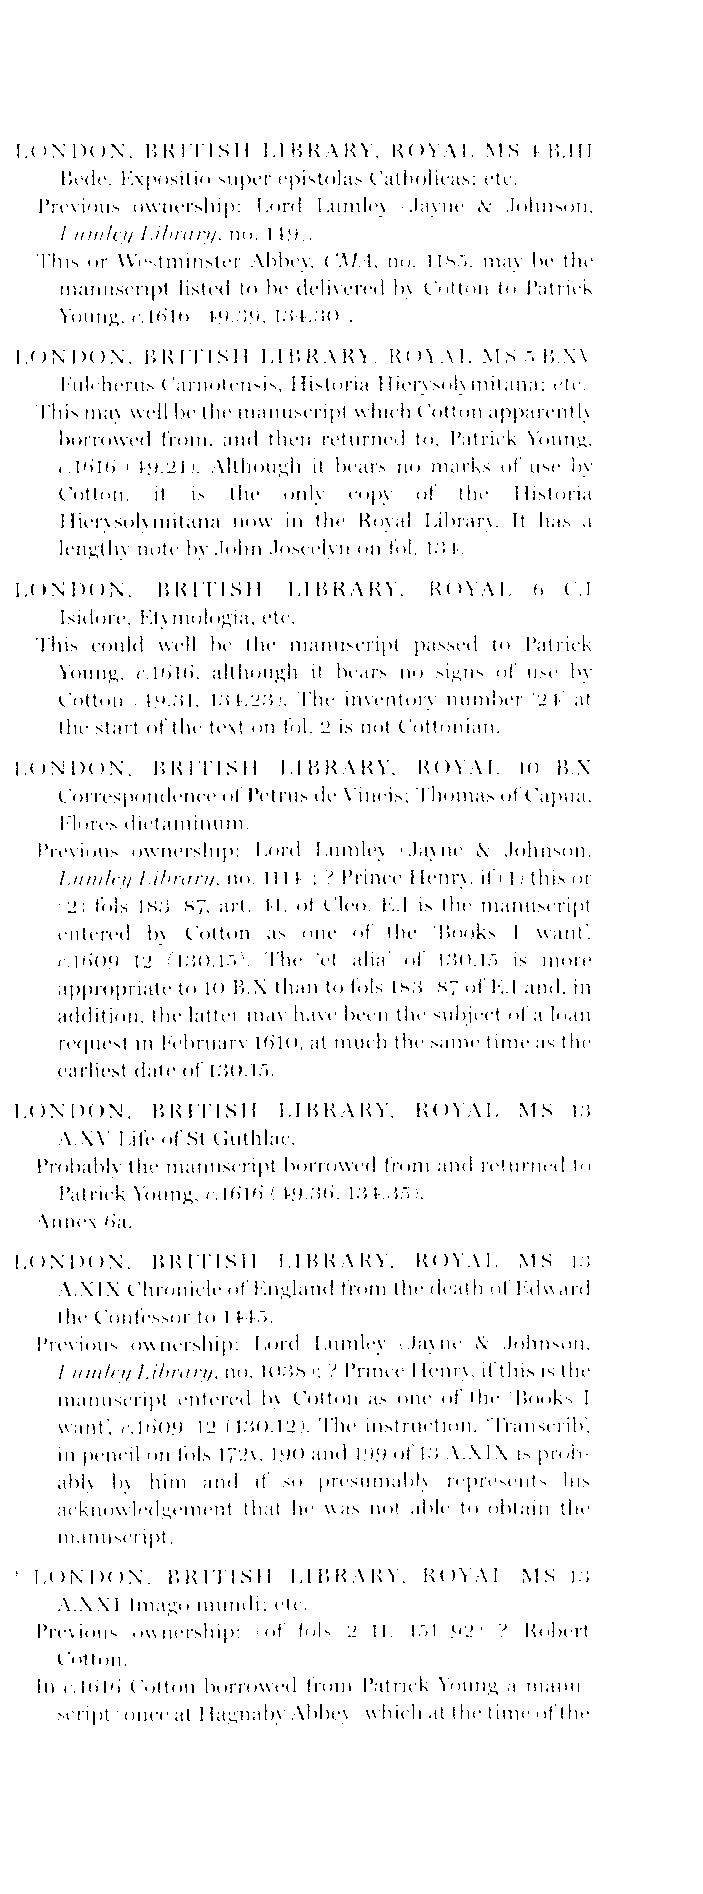 LONDON, BRITISH LIBRARY, ROYAL MS 4 B.III
Bede, Expositio super epistolas Catholicas; etc.
Previous ownership: Lord Lumley (Jayne & Johnson,
Lumley Library, no. 149).
This or Westminster Abbey, CMA, no. 1185, may be the
manuscript listed to be delivered by Cotton to Patrick
Young, c.1616 (49.39, 134.30).
LONDON, BRITISH LIBRARY, ROYAL MS 5 B.XV
Fulcherus Carnotensis, Historia Hierysolymitana; etc.
This may well be the manuscript which Cotton apparently
borrowed from, and then returned to, Patrick Young,
c.1616 (49.21). Although it bears no marks of use by
Cotton, it is the only copy of the Historia
Hierysolymitana now in the Royal Library. It has a
lengthy note by John Joscelyn on fol. 134.
LONDON, BRITISH LIBRARY, ROYAL 6 C.I
Isidore, Etymologia, etc.
This could well be the manuscript passed to Patrick
Young, c.1616, although it bears no signs of use by
Cotton (49.31, 134.23). The inventory number '24' at
the start of the text on fol. 2 is not Cottonian.
LONDON, BRITISH LIBRARY, ROYAL 10 B.X
Correspondence of Petrus de Vineis; Thomas of Capua,
Flores dictaminum.
Previous ownership: Lord Lumley (Jayne & Johnson,
Lumley Library, no. 1114); ? Prince Henry, if (1) this or
(2) fols 183–87, art. 41, of Cleo. E.I is the manuscript
entered by Cotton as one of the 'Books I want',
c.1609–12 (130.15). The 'et alia' of 130.15 is more
appropriate to 10 B.X than to fols 183–87 of E.I and, in
addition, the latter may have been the subject of a loan
request in February 1610, at much the same time as the
earliest date of 130.15.
LONDON, BRITISH LIBRARY, ROYAL MS 13
A.XV Life of St Guthlac.
Probably the manuscript borrowed from and returned to
Patrick Young, c.1616 (49.36, 134.35).
Annex 6a.
LONDON, BRITISH LIBRARY, ROYAL MS 13
A.XIX Chronicle of England from the death of Edward
the Confessor to 1445.
Previous ownership: Lord Lumley (Jayne & Johnson,
Lumley Library, no. 1038); ? Prince Henry, if this is the
manuscript entered by Cotton as one of the 'Books I
want', c.1609–12 (130.12). The instruction, 'Transcrib',
in pencil on fols 172v, 190 and 199 of 13 A.XIX is prob-
ably by him and if so presumably represents his
acknowledgement that he was not able to obtain the
manuscript.
* LONDON, BRITISH LIBRARY, ROYAL MS 13
A.XXI Imago mundi; etc.
Previous ownership: (of fols 2–11, 151–92) ? Robert
Cotton.
In c.1616 Cotton borrowed from Patrick Young a manu-
script (once at Hagnaby Abbey) which at the time of the